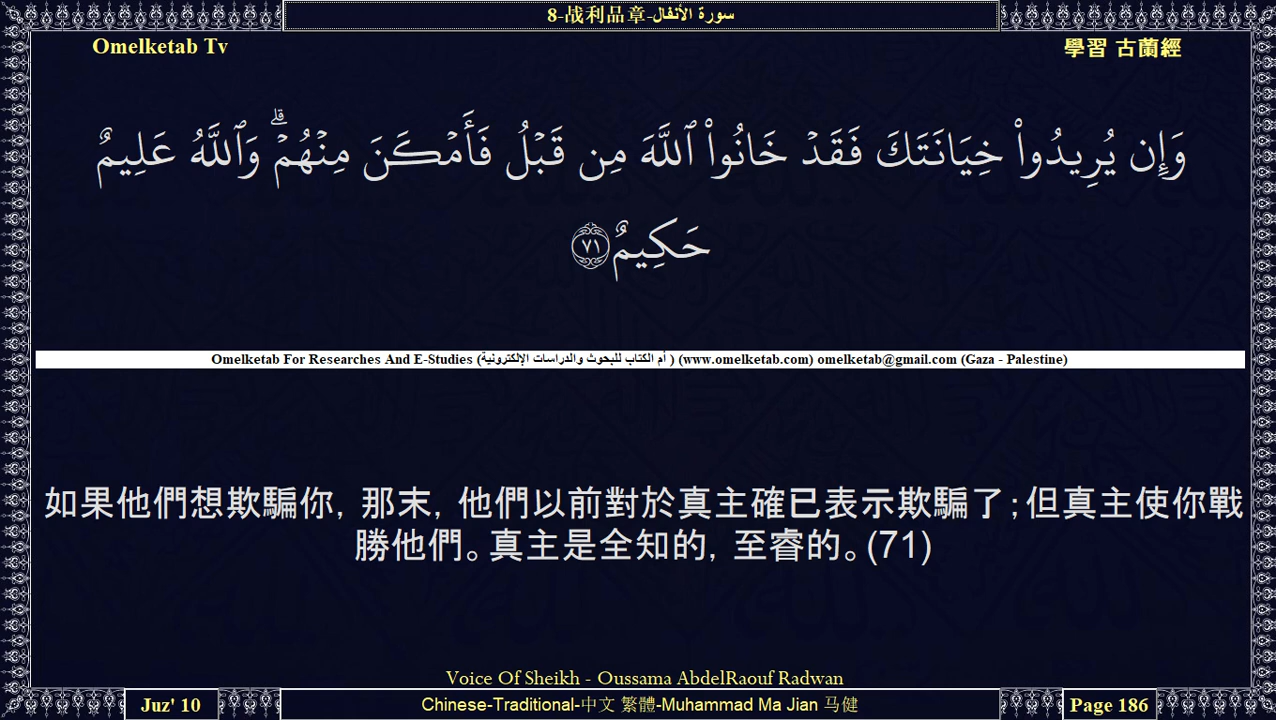 8-战利品章-سورة الأنفال
Omelketab Tv
學習 古蘭經
وَإِن يُرِيدُوا۟ خِيَانَتَكَ فَقَدۡ خَانُوا۟ ٱللَّهَ مِن قَبۡلُ فَأَمۡكَنَ مِنۡهُمۡۗ وَٱللَّهُ عَلِيمٌ
حَكِيمٌ ٧١
Omelketab For Researches And E-Studies (أم الكتاب للبحوث والدراسات الإلكترونية ) (www.omelketab.com) omelketab@gmail.com (Gaza - Palestine)
如果他們想欺騙你，那末，他們以前對於真主確已表示欺騙了；但真主使你戰
勝他們。真主是全知的，至睿的。(71)
Voice Of Sheikh - Oussama AbdelRaouf Radwan
Juz' 10
Chinese-Traditional-中文 繁體-Muhammad Ma Jian 马健
Page 186